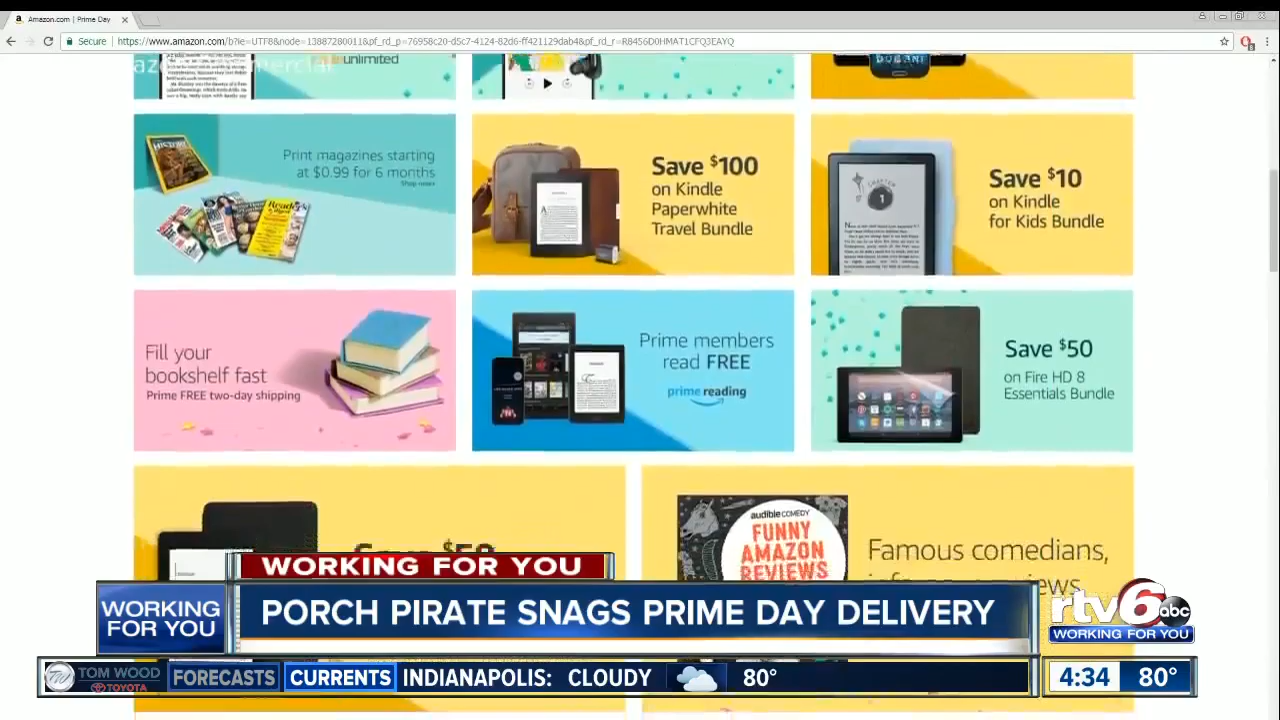 Amazon.com | Prime Day
Secure
https://www.amazon.com/b?ie=UTF8&node=13887280011&pf_rd_p=76958c20-d5c7-4124-82d6-ff421129dab4&pf_rd_r=R8456D0HMAT1CFQ3EAYQ
unlimited
Print magazines starting
at $0.99 for 6 months
Shop now
HISTORY
Save $100
on Kindle
Paperwhite
Travel Bundle
CHAPTER
1
Save $10
on Kindle
for Kids Bundle
Fill your
bookshelf fast
Prime FREE two-day shipping
Prime members
read FREE
prime reading
Save $50
on Fire HD 8
Essentials Bundle
audible COMEDY
FUNNY
AMAZON
REVIEWS
Famous comedians,
WORKING FOR YOU
WORKING
FOR YOU
PORCH PIRATE SNAGS PRIME DAY DELIVERY
rtv6 abc
WORKING FOR YOU
TOM WOOD
TOYOTA
FORECASTS
CURRENTS
INDIANAPOLIS: CLOUDY 80°
4:34 80°